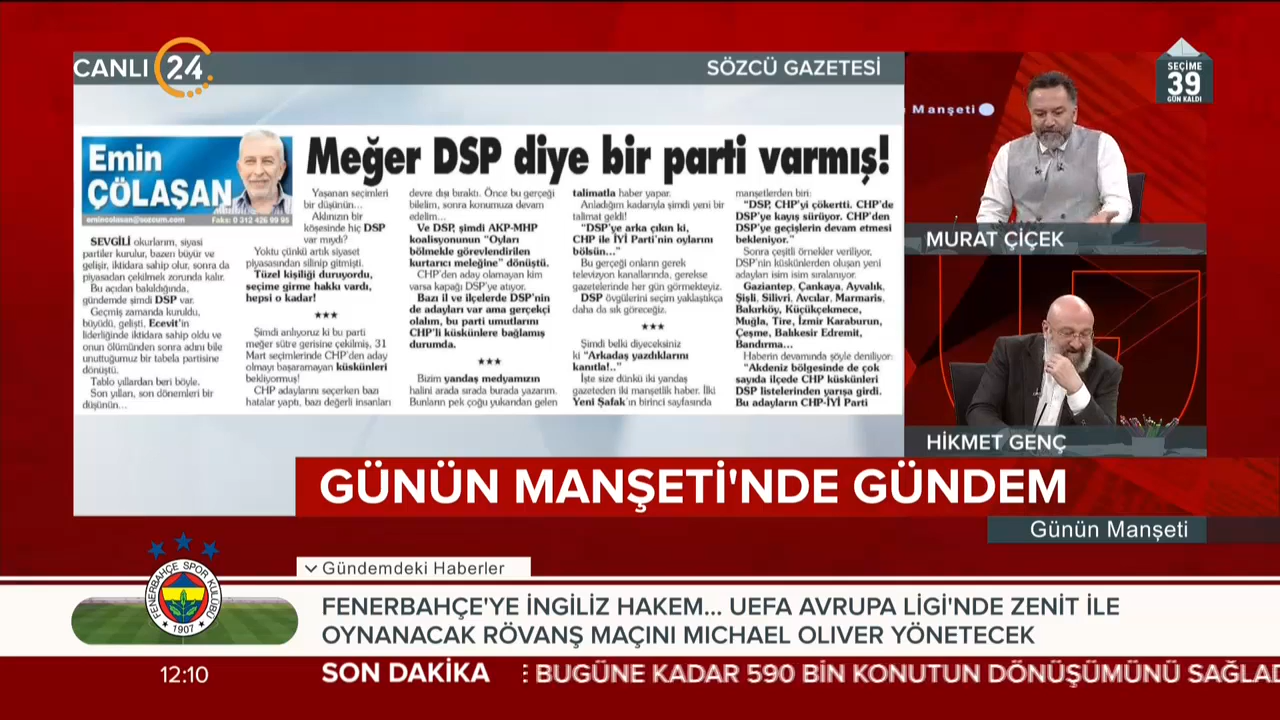 CANLI 24
SÖZCÜ GAZETESİ
SEÇİME
39
GÜN KALDI
Manşeti
Emin
ÇÖLAŞAN
emincolasan@sozcu.com
Faks: 0 312 426 99 95
Meğer DSP diye bir parti varmış!
SEVGİLİ okurlarım, siyasi
partiler kurulur, bazen büyür ve
gelişir, iktidara sahip olur, sonra da
piyasadan çekilmek zorunda kalır.
Bu açıdan bakıldığında,
gündemde şimdi DSP var.
Geçmiş zamanda kuruldu,
büyüdü, gelişti. Ecevit'in
liderliğinde iktidara sahip oldu ve
onun ölümünden sonra adını bile
unuttuğumuz bir tabela partisine
dönüştü.
Tablo yıllardan beri böyle.
Son yılları, son dönemleri bir
düşünün...
Yaşanan seçimleri
bir düşünün...
Aklınızın bir
köşesinde hiç DSP
var mıydı?
Yoktu çünkü artık siyaset
piyasasından silinip gitmişti.
Tüzel kişiliği duruyordu,
seçime girme hakkı vardı,
hepsi o kadar!
★★★
Şimdi anlıyoruz ki bu parti
meğer sütre gerisine çekilmiş, 31
Mart seçimlerinde CHP'den aday
olmayı başaramayan küskünleri
bekliyormuş!
CHP adaylarını seçerken bazı
hatalar yaptı, bazı değerli insanları
devre dışı bıraktı. Önce bu gerçeği
bilelim, sonra konumuza devam
edelim...
Ve DSP, şimdi AKP-MHP
koalisyonunun “Oyları
bölmekle görevlendirilen
kurtarıcı meleğine” dönüştü.
CHP'den aday olamayan kim
varsa kapağı DSP'ye atıyor.
Bazı il ve ilçelerde DSP'nin
de adayları var ama gerçekçi
olalım, bu parti umutlarını
CHP'li küskünlere bağlamış
durumda.
★★★
Bizim yandaş medyamızın
halini arada sırada burada yazarım.
Bunların pek çoğu yukarıdan gelen
talimatla haber yapar.
Anladığım kadarıyla şimdi yeni bir
talimat geldi!
“DSP'ye arka çıkın ki,
CHP ile İYİ Parti'nin oylarını
bölsün...”
Bu gerçeği onların gerek
televizyon kanallarında, gerekse
gazetelerinde her gün görmekteyiz.
DSP övgülerini seçim yaklaştıkça
daha da sık göreceğiz.
★★★
Şimdi belki diyeceksiniz
ki “Arkadaş yazdıklarını
kanıtla!..”
İşte size dünkü iki yandaş
gazeteden iki manşetlik haber. İlki
Yeni Şafak'ın birinci sayfasında
manşetlerden biri:
“DSP, CHP'yi çökertti. CHP'de
DSP'ye kayış sürüyor. CHP'den
DSP'ye geçişlerin devam etmesi
bekleniyor.”
Sonra çeşitli örnekler veriliyor,
DSP'nin küskünlerden oluşan yeni
adayları isim isim sıralanıyor.
Gaziantep, Çankaya, Ayvalık,
Şişli, Silivri, Avcılar, Marmaris,
Bakırköy, Küçükçekmece,
Muğla, Tire, İzmir Karaburun,
Çeşme, Balıkesir Edremit,
Bandırma...
Haberin devamında şöyle deniliyor:
“Akdeniz bölgesinde de çok
sayıda ilçede CHP küskünleri
DSP listelerinden yarışa girdi.
Bu adayların CHP-İYİ Parti
MURAT ÇİÇEK
HİKMET GENÇ
GÜNÜN MANŞETİ'NDE GÜNDEM
Günün Manşeti
Gündemdeki Haberler
FENERBAHÇE SPOR KULÜBÜ
1907
FENERBAHÇE'YE İNGİLİZ HAKEM... UEFA AVRUPA LİGİ'NDE ZENİT İLE
OYNANACAK RÖVANŞ MAÇINI MICHAEL OLIVER YÖNETECEK
12:10
SON DAKİKA
BUGÜNE KADAR 590 BİN KONUTUN DÖNÜŞÜMÜNÜ SAĞLAD